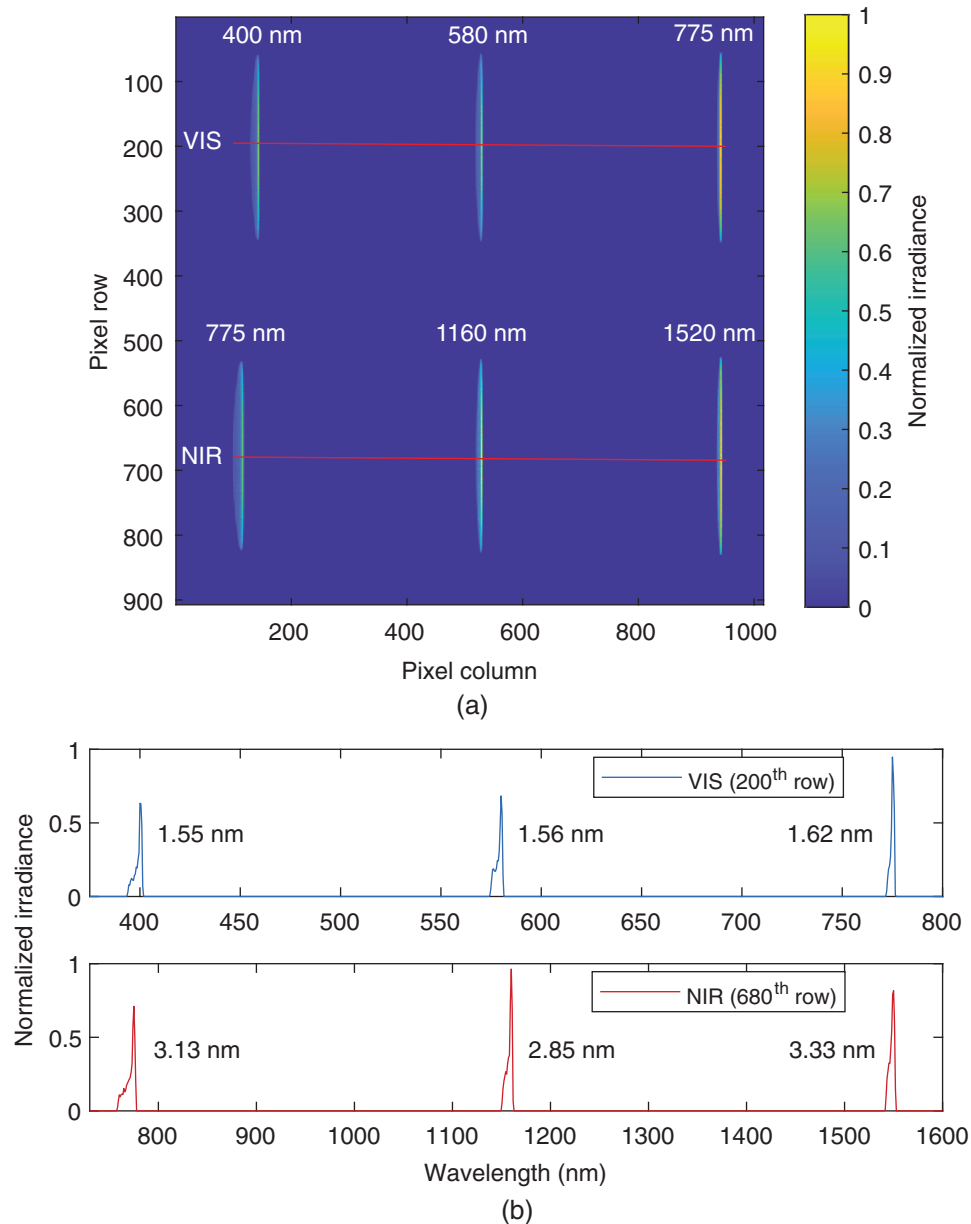 400 nm 580 nm 775 nm
VIS
775 nm 1160 nm 1520 nm
NIR
100
200
300
400
500
600
700
800
900
Pixel row
200 400 600 800 1000
Pixel column
1
0.9
0.8
0.7
0.6
0.5
0.4
0.3
0.2
0.1
0
Normalized irradiance
(a)
1
0.5
0
VIS (200th row)
1.55 nm 1.56 nm 1.62 nm
400 450 500 550 600 650 700 750 800
Normalized irradiance
1
0.5
0
NIR (680th row)
3.13 nm 2.85 nm 3.33 nm
800 900 1000 1100 1200 1300 1400 1500 1600
Wavelength (nm)
(b)